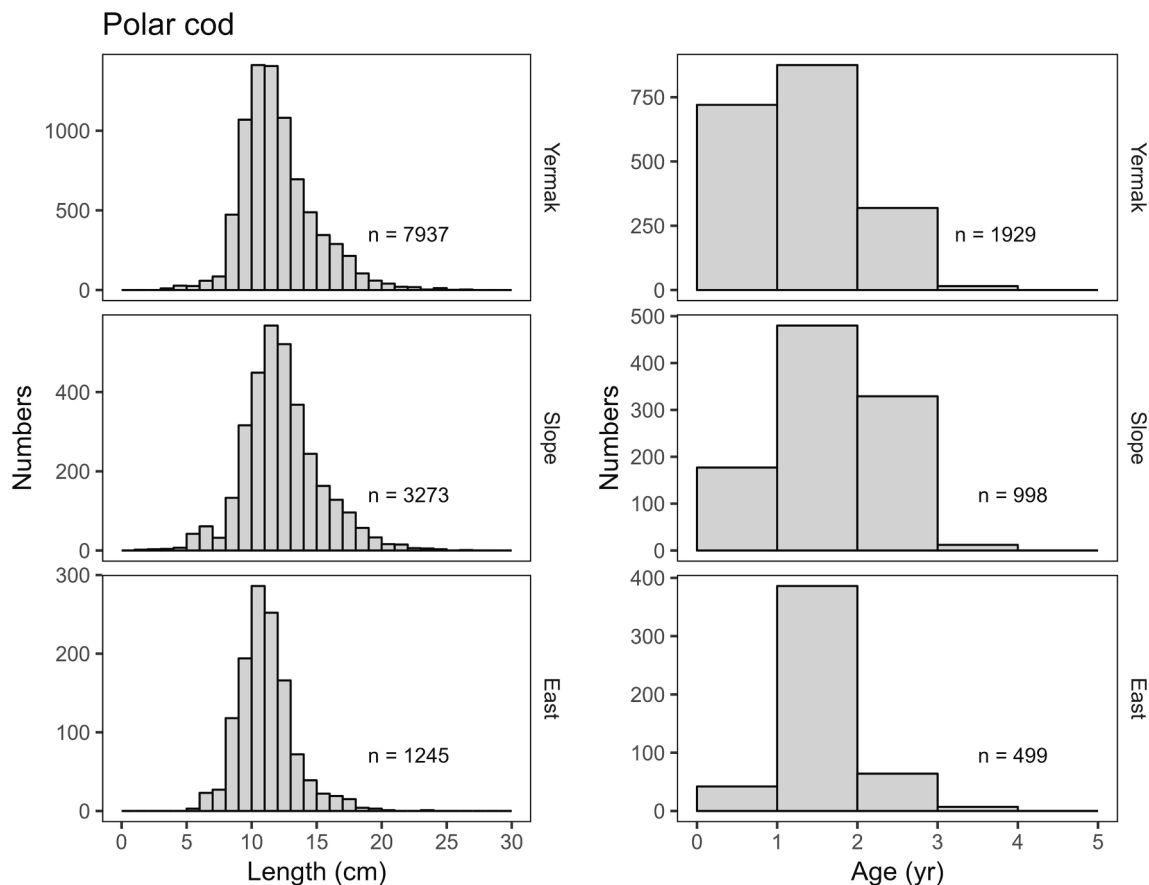 Polar cod
1000
500
0
n = 7937
Yermak
750
500
250
0
n = 1929
Yermak
Numbers
400
200
0
n = 3273
Slope
Numbers
500
400
300
200
100
0
n = 998
Slope
300
200
100
0
n = 1245
East
400
300
200
100
0
n = 499
East
0 5 10 15 20 25 30
Length (cm)
0 1 2 3 4 5
Age (yr)